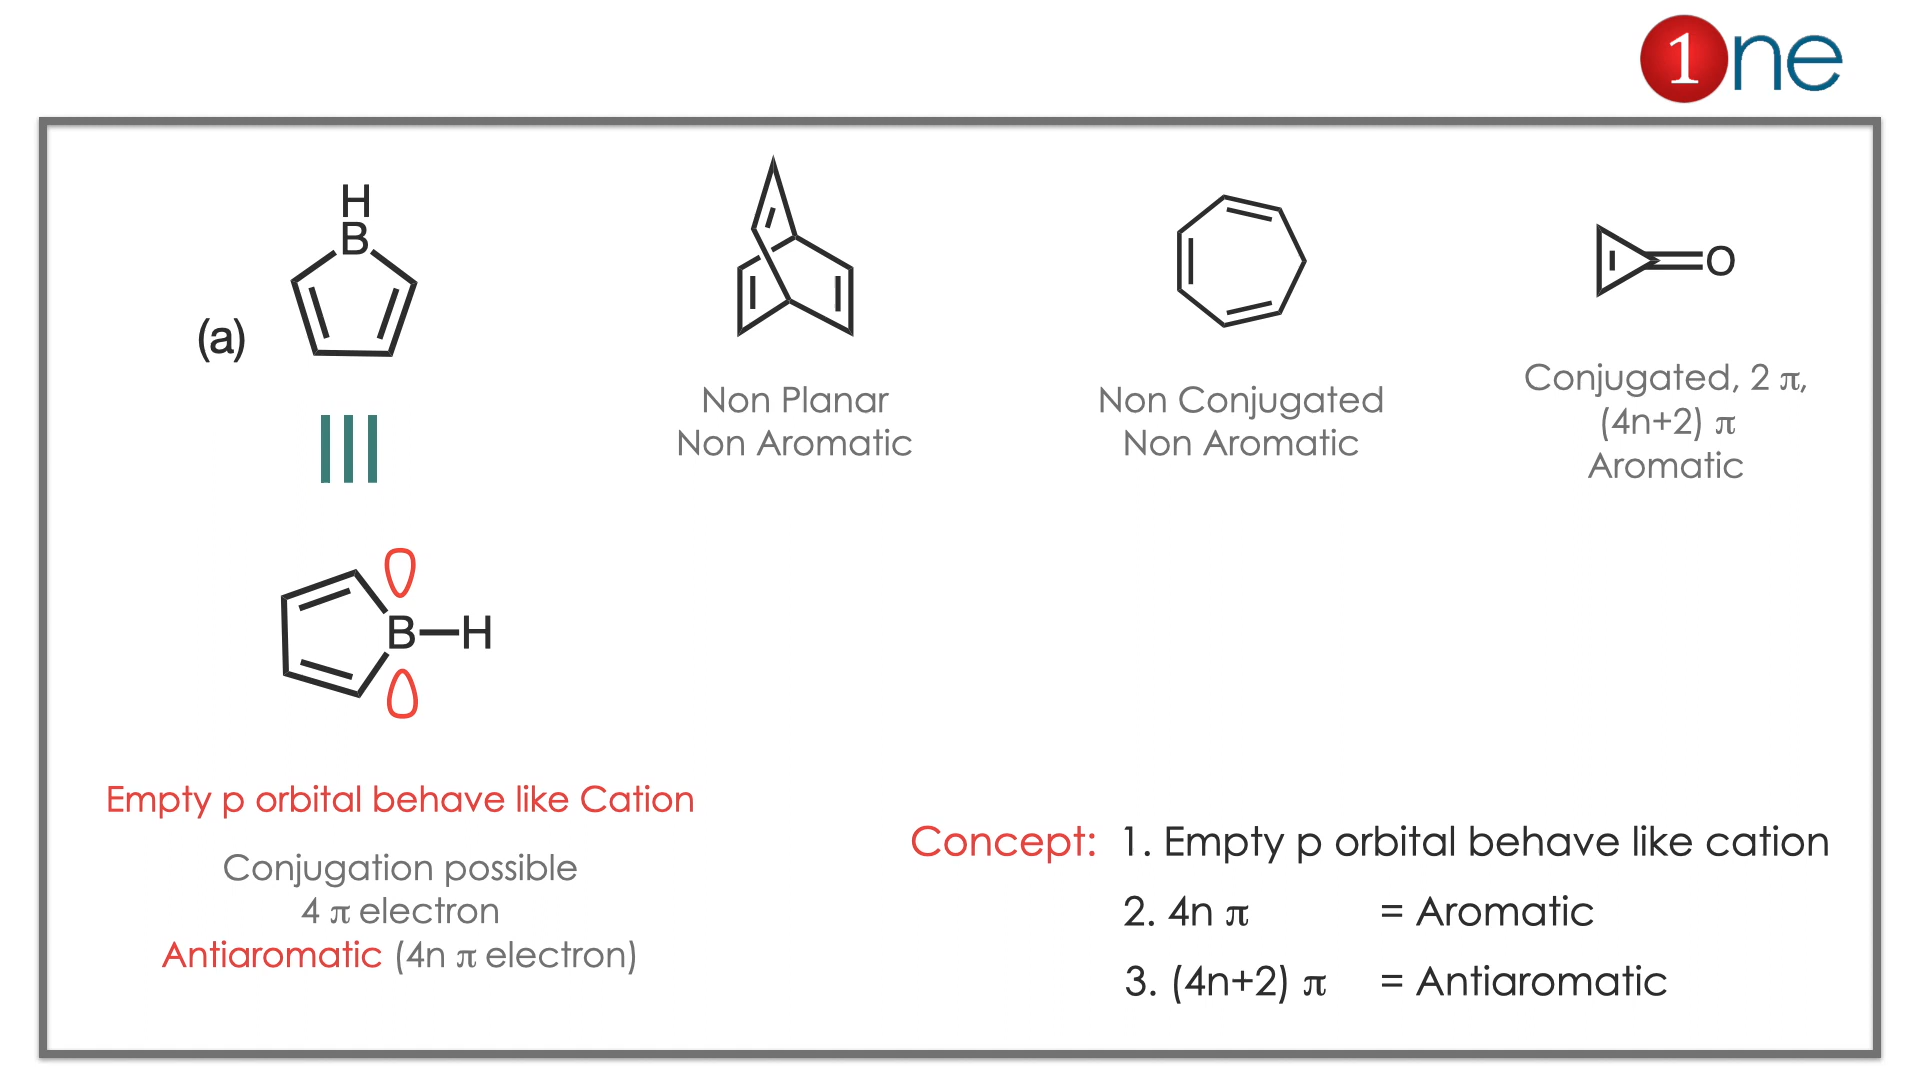 1ne
H
B
(a)
O
Non Planar
Non Aromatic
Non Conjugated
Non Aromatic
Conjugated, 2 π,
(4n+2) π
Aromatic
B—H
Empty p orbital behave like Cation
Conjugation possible
4 π electron
Antiaromatic (4n π electron)
Concept: 1. Empty p orbital behave like cation
2. 4n π = Aromatic
3. (4n+2) π = Antiaromatic